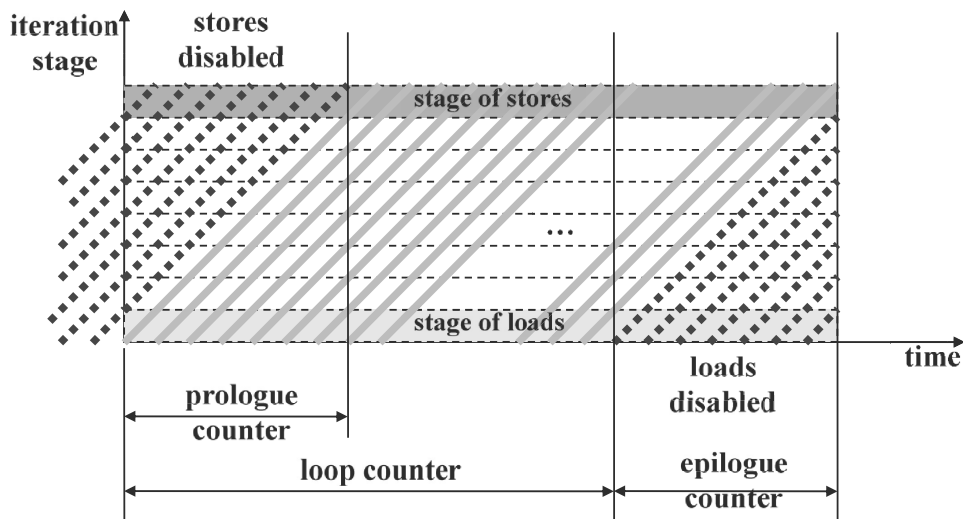 iteration
stage
stores
disabled
stage of stores
...
stage of loads
time
loads
disabled
prologue
counter
loop counter
epilogue
counter